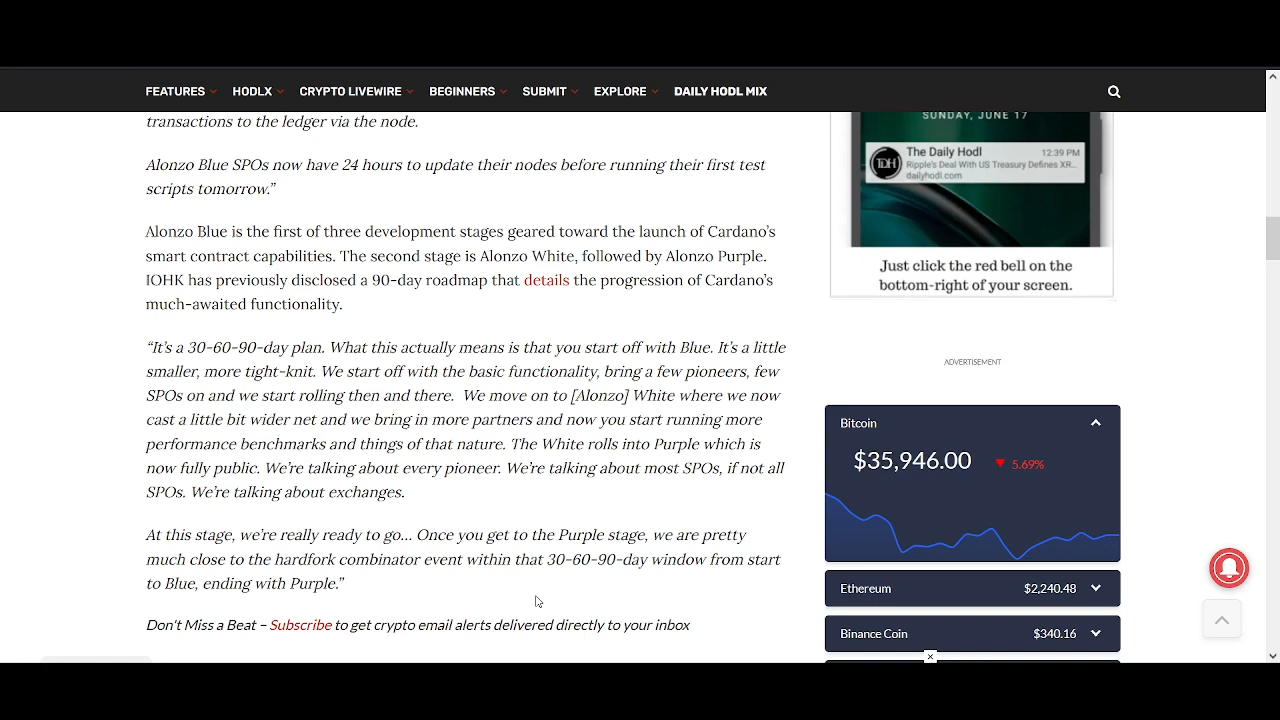 FEATURES HODLX CRYPTO LIVEWIRE BEGINNERS SUBMIT EXPLORE DAILY HODL MIX
transactions to the ledger via the node.
Alonzo Blue SPOs now have 24 hours to update their nodes before running their first test
scripts tomorrow.”
Alonzo Blue is the first of three development stages geared toward the launch of Cardano’s
smart contract capabilities. The second stage is Alonzo White, followed by Alonzo Purple.
IOHK has previously disclosed a 90-day roadmap that details the progression of Cardano’s
much-awaited functionality.
“It’s a 30-60-90-day plan. What this actually means is that you start off with Blue. It’s a little
smaller, more tight-knit. We start off with the basic functionality, bring a few pioneers, few
SPOs on and we start rolling then and there. We move on to [Alonzo] White where we now
cast a little bit wider net and we bring in more partners and now you start running more
performance benchmarks and things of that nature. The White rolls into Purple which is
now fully public. We’re talking about every pioneer. We’re talking about most SPOs, if not all
SPOs. We’re talking about exchanges.
At this stage, we’re really ready to go… Once you get to the Purple stage, we are pretty
much close to the hardfork combinator event within that 30-60-90-day window from start
to Blue, ending with Purple.”
Don't Miss a Beat – Subscribe to get crypto email alerts delivered directly to your inbox
SUNDAY, JUNE 17
TDH
The Daily Hodl 12:39 PM
Ripple's Deal With US Treasury Defines XR...
dailyhodl.com
Just click the red bell on the
bottom-right of your screen.
ADVERTISEMENT
Bitcoin
$35,946.00 5.69%
Ethereum $2,240.48
Binance Coin $340.16